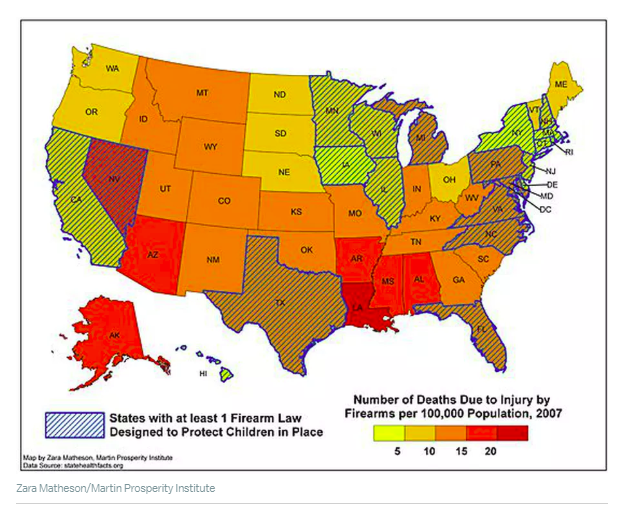 WA
ME
MT
ND
VT
MN
OR
NH
ID
WI
NY
MA
SD
MI
CT
RI
WY
IA
PA
NE
NJ
OH
NV
IL
IN
DE
UT
WV
MD
CO
VA
CA
KS
MO
KY
DC
NC
TN
OK
AZ
NM
AR
SC
MS
AL
GA
TX
LA
AK
FL
HI
Number of Deaths Due to Injury by
Firearms per 100,000 Population, 2007
States with at least 1 Firearm Law
Designed to Protect Children in Place
5 10 15 20
Map by Zara Matheson, Martin Prosperity Institute
Data Source: statehealthfacts.org
Zara Matheson/Martin Prosperity Institute